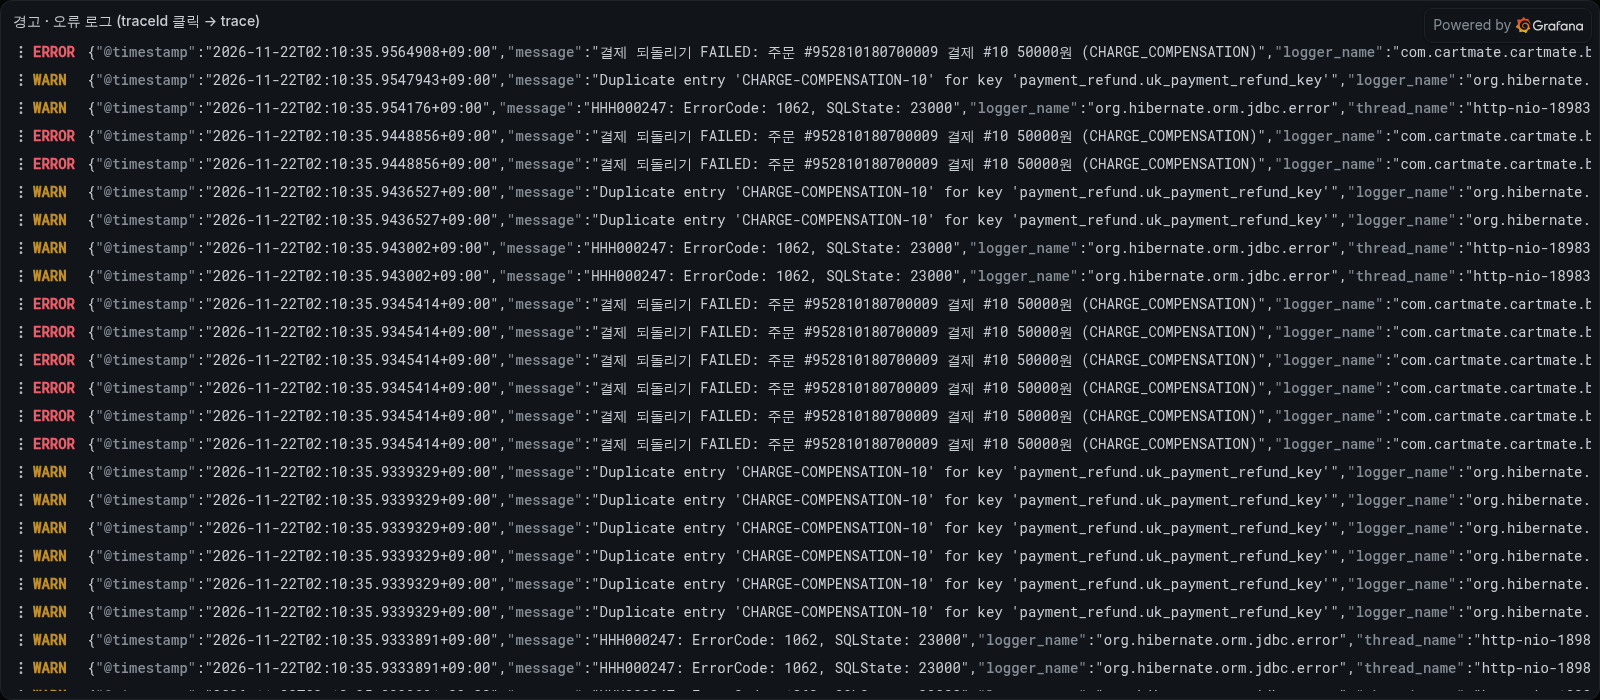 경고 · 오류 로그 (traceId 클릭 → trace)
Powered by Grafana
ERROR {"@timestamp":"2026-11-22T02:10:35.9564908+09:00","message":"결제 되돌리기 FAILED: 주문 #952810180700009 결제 #10 50000원 (CHARGE_COMPENSATION)","logger_name":"com.cartmate.cartmate.b
WARN {"@timestamp":"2026-11-22T02:10:35.9547943+09:00","message":"Duplicate entry 'CHARGE-COMPENSATION-10' for key 'payment_refund.uk_payment_refund_key'","logger_name":"org.hibernate.
WARN {"@timestamp":"2026-11-22T02:10:35.954176+09:00","message":"HHH000247: ErrorCode: 1062, SQLState: 23000","logger_name":"org.hibernate.orm.jdbc.error","thread_name":"http-nio-18983
ERROR {"@timestamp":"2026-11-22T02:10:35.9448856+09:00","message":"결제 되돌리기 FAILED: 주문 #952810180700009 결제 #10 50000원 (CHARGE_COMPENSATION)","logger_name":"com.cartmate.cartmate.b
ERROR {"@timestamp":"2026-11-22T02:10:35.9448856+09:00","message":"결제 되돌리기 FAILED: 주문 #952810180700009 결제 #10 50000원 (CHARGE_COMPENSATION)","logger_name":"com.cartmate.cartmate.b
WARN {"@timestamp":"2026-11-22T02:10:35.9436527+09:00","message":"Duplicate entry 'CHARGE-COMPENSATION-10' for key 'payment_refund.uk_payment_refund_key'","logger_name":"org.hibernate.
WARN {"@timestamp":"2026-11-22T02:10:35.9436527+09:00","message":"Duplicate entry 'CHARGE-COMPENSATION-10' for key 'payment_refund.uk_payment_refund_key'","logger_name":"org.hibernate.
WARN {"@timestamp":"2026-11-22T02:10:35.943002+09:00","message":"HHH000247: ErrorCode: 1062, SQLState: 23000","logger_name":"org.hibernate.orm.jdbc.error","thread_name":"http-nio-18983
WARN {"@timestamp":"2026-11-22T02:10:35.943002+09:00","message":"HHH000247: ErrorCode: 1062, SQLState: 23000","logger_name":"org.hibernate.orm.jdbc.error","thread_name":"http-nio-18983
ERROR {"@timestamp":"2026-11-22T02:10:35.9345414+09:00","message":"결제 되돌리기 FAILED: 주문 #952810180700009 결제 #10 50000원 (CHARGE_COMPENSATION)","logger_name":"com.cartmate.cartmate.b
ERROR {"@timestamp":"2026-11-22T02:10:35.9345414+09:00","message":"결제 되돌리기 FAILED: 주문 #952810180700009 결제 #10 50000원 (CHARGE_COMPENSATION)","logger_name":"com.cartmate.cartmate.b
ERROR {"@timestamp":"2026-11-22T02:10:35.9345414+09:00","message":"결제 되돌리기 FAILED: 주문 #952810180700009 결제 #10 50000원 (CHARGE_COMPENSATION)","logger_name":"com.cartmate.cartmate.b
ERROR {"@timestamp":"2026-11-22T02:10:35.9345414+09:00","message":"결제 되돌리기 FAILED: 주문 #952810180700009 결제 #10 50000원 (CHARGE_COMPENSATION)","logger_name":"com.cartmate.cartmate.b
ERROR {"@timestamp":"2026-11-22T02:10:35.9345414+09:00","message":"결제 되돌리기 FAILED: 주문 #952810180700009 결제 #10 50000원 (CHARGE_COMPENSATION)","logger_name":"com.cartmate.cartmate.b
ERROR {"@timestamp":"2026-11-22T02:10:35.9345414+09:00","message":"결제 되돌리기 FAILED: 주문 #952810180700009 결제 #10 50000원 (CHARGE_COMPENSATION)","logger_name":"com.cartmate.cartmate.b
WARN {"@timestamp":"2026-11-22T02:10:35.9339329+09:00","message":"Duplicate entry 'CHARGE-COMPENSATION-10' for key 'payment_refund.uk_payment_refund_key'","logger_name":"org.hibernate.
WARN {"@timestamp":"2026-11-22T02:10:35.9339329+09:00","message":"Duplicate entry 'CHARGE-COMPENSATION-10' for key 'payment_refund.uk_payment_refund_key'","logger_name":"org.hibernate.
WARN {"@timestamp":"2026-11-22T02:10:35.9339329+09:00","message":"Duplicate entry 'CHARGE-COMPENSATION-10' for key 'payment_refund.uk_payment_refund_key'","logger_name":"org.hibernate.
WARN {"@timestamp":"2026-11-22T02:10:35.9339329+09:00","message":"Duplicate entry 'CHARGE-COMPENSATION-10' for key 'payment_refund.uk_payment_refund_key'","logger_name":"org.hibernate.
WARN {"@timestamp":"2026-11-22T02:10:35.9339329+09:00","message":"Duplicate entry 'CHARGE-COMPENSATION-10' for key 'payment_refund.uk_payment_refund_key'","logger_name":"org.hibernate.
WARN {"@timestamp":"2026-11-22T02:10:35.9339329+09:00","message":"Duplicate entry 'CHARGE-COMPENSATION-10' for key 'payment_refund.uk_payment_refund_key'","logger_name":"org.hibernate.
WARN {"@timestamp":"2026-11-22T02:10:35.9333891+09:00","message":"HHH000247: ErrorCode: 1062, SQLState: 23000","logger_name":"org.hibernate.orm.jdbc.error","thread_name":"http-nio-1898
WARN {"@timestamp":"2026-11-22T02:10:35.9333891+09:00","message":"HHH000247: ErrorCode: 1062, SQLState: 23000","logger_name":"org.hibernate.orm.jdbc.error","thread_name":"http-nio-1898